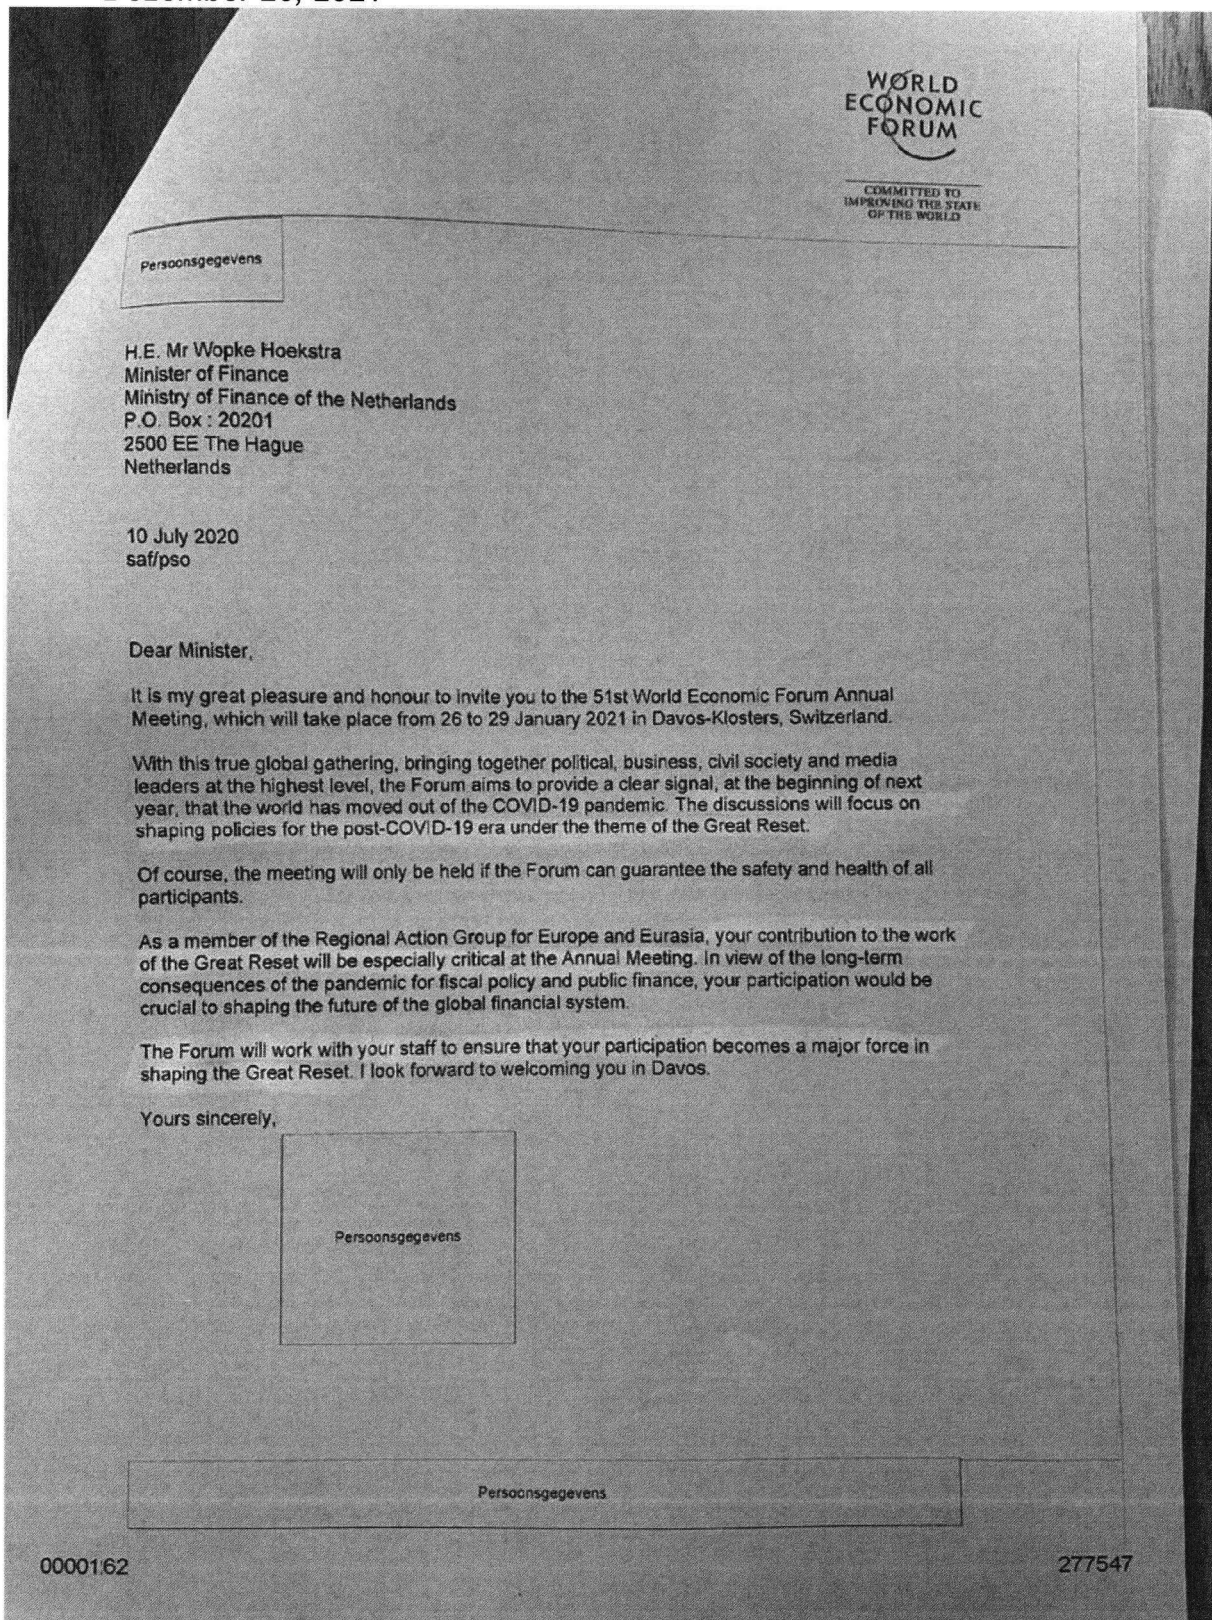 WORLD
ECONOMIC
FORUM
COMMITTED TO
IMPROVING THE STATE
OF THE WORLD
Persoonsgegevens
H.E. Mr Wopke Hoekstra
Minister of Finance
Ministry of Finance of the Netherlands
P.O. Box : 20201
2500 EE The Hague
Netherlands
10 July 2020
saf/pso
Dear Minister,
It is my great pleasure and honour to invite you to the 51st World Economic Forum Annual
Meeting, which will take place from 26 to 29 January 2021 in Davos-Klosters, Switzerland.
With this true global gathering, bringing together political, business, civil society and media
leaders at the highest level, the Forum aims to provide a clear signal, at the beginning of next
year, that the world has moved out of the COVID-19 pandemic. The discussions will focus on
shaping policies for the post-COVID-19 era under the theme of the Great Reset.
Of course, the meeting will only be held if the Forum can guarantee the safety and health of all
participants.
As a member of the Regional Action Group for Europe and Eurasia, your contribution to the work
of the Great Reset will be especially critical at the Annual Meeting. In view of the long-term
consequences of the pandemic for fiscal policy and public finance, your participation would be
crucial to shaping the future of the global financial system.
The Forum will work with your staff to ensure that your participation becomes a major force in
shaping the Great Reset. I look forward to welcoming you in Davos.
Yours sincerely,
Persoonsgegevens
Persoonsgegevens
0000162
277547